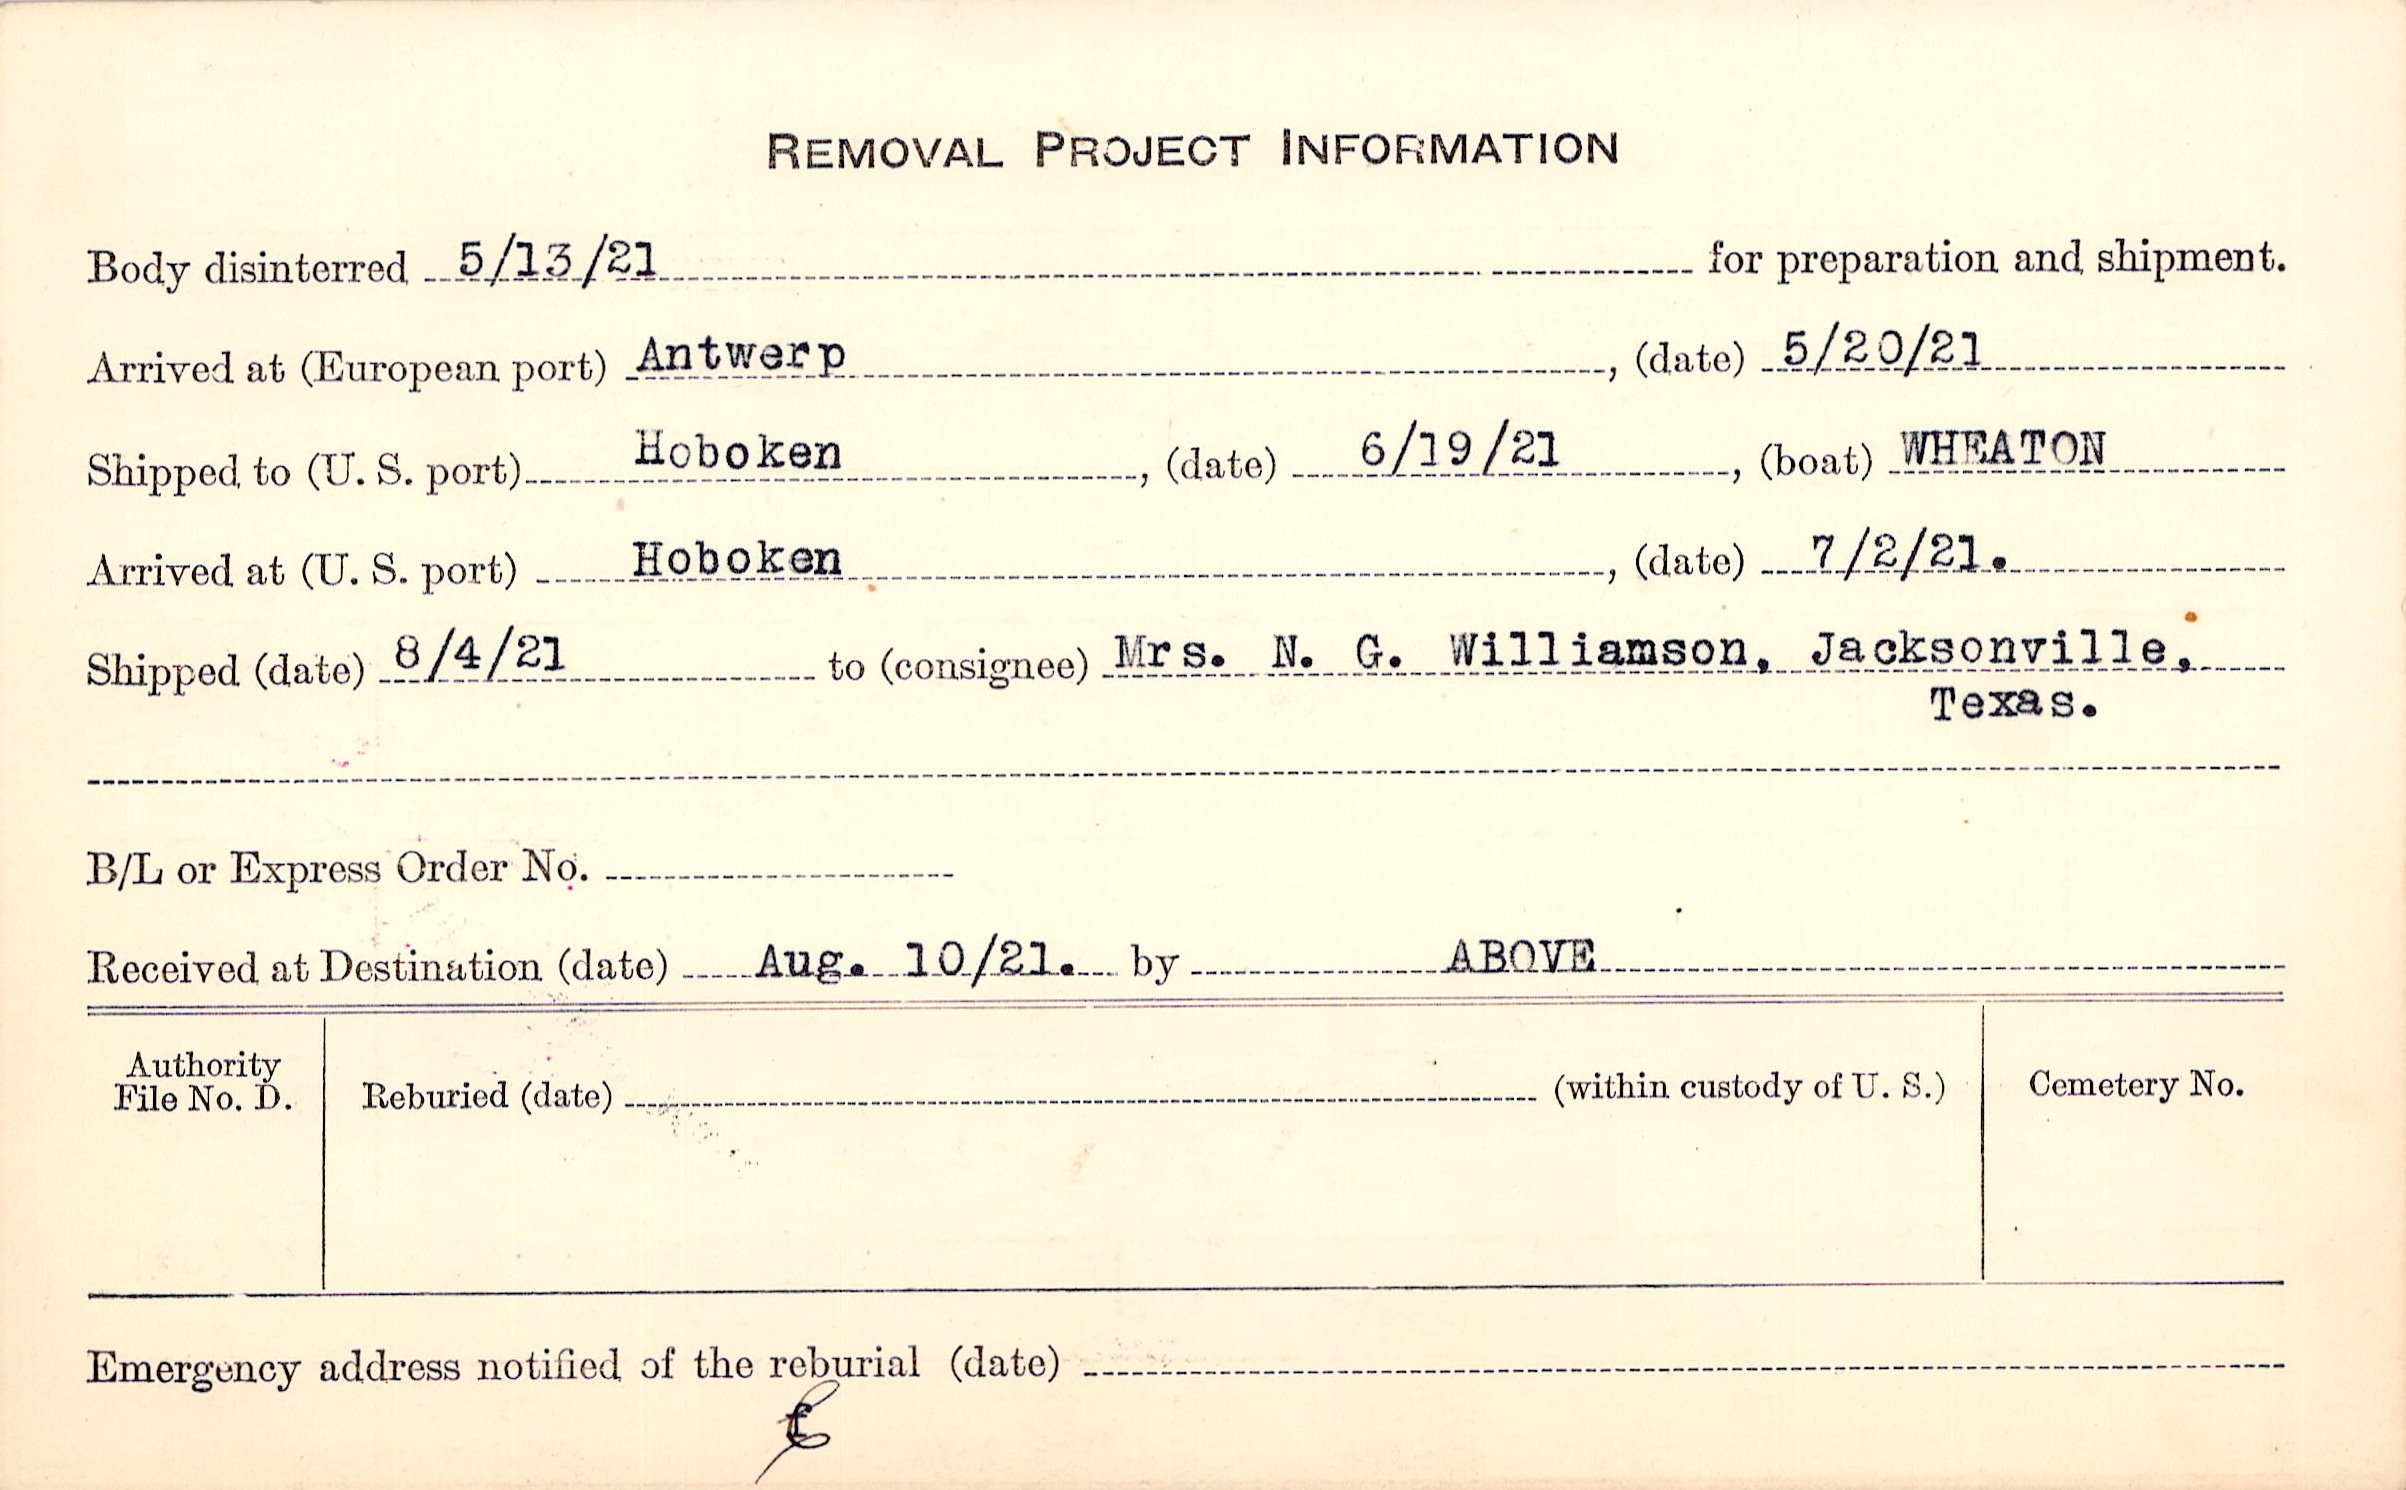 REMOVAL PROJECT INFORMATION
Body disinterred 5/13/21 for preparation and shipment.
Arrived at (European port) Antwerp, (date) 5/20/21
Shipped to (U. S. port) Hoboken, (date) 6/19/21, (boat) WHEATON
Arrived at (U. S. port) Hoboken, (date) 7/2/21.
Shipped (date) 8/4/21 to (consignee) Mrs. N. G. Williamson, Jacksonville,
Texas.
B/L or Express Order No.
Received at Destination (date) Aug. 10/21. by ABOVE
Authority
File No. D.
Reburied (date) (within custody of U. S.)
Cemetery No.
Emergency address notified of the reburial (date)